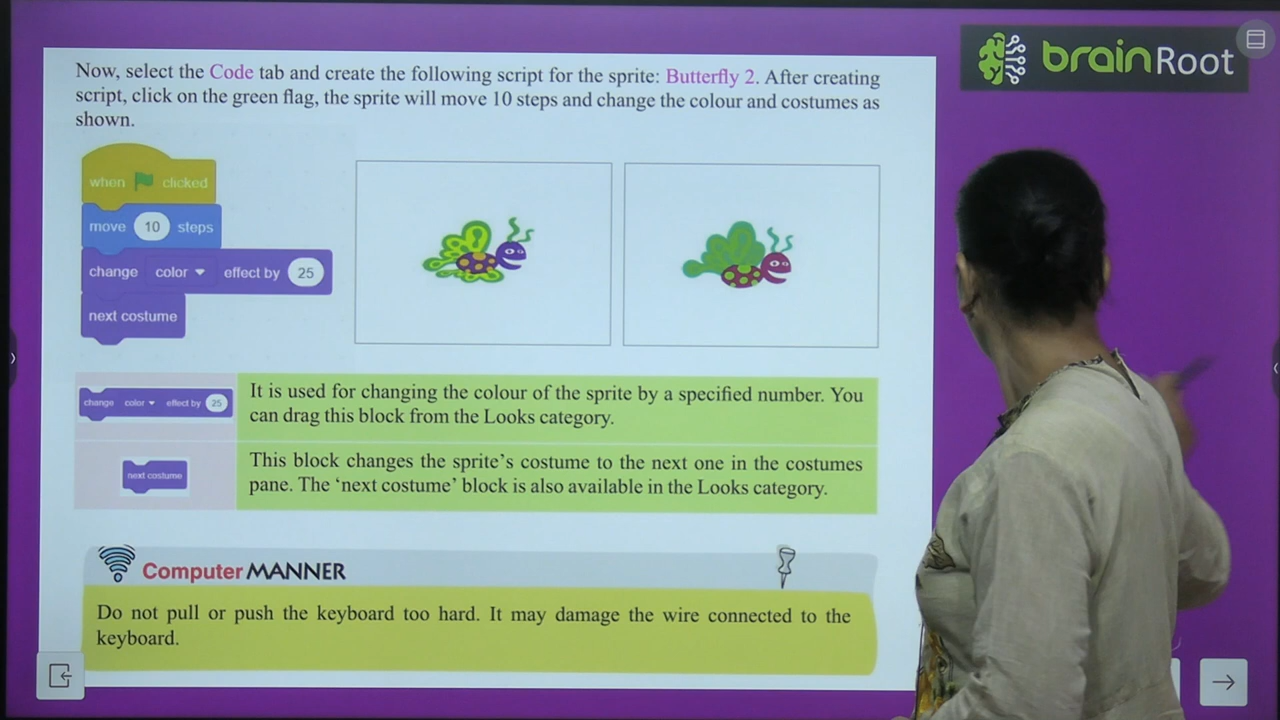 brainRoot
Now, select the Code tab and create the following script for the sprite: Butterfly 2. After creating
script, click on the green flag, the sprite will move 10 steps and change the colour and costumes as
shown.
when clicked
move 10 steps
change color effect by 25
next costume
change color effect by 25
It is used for changing the colour of the sprite by a specified number. You
can drag this block from the Looks category.
next costume
This block changes the sprite's costume to the next one in the costumes
pane. The 'next costume' block is also available in the Looks category.
Computer MANNER
Do not pull or push the keyboard too hard. It may damage the wire connected to the
keyboard.